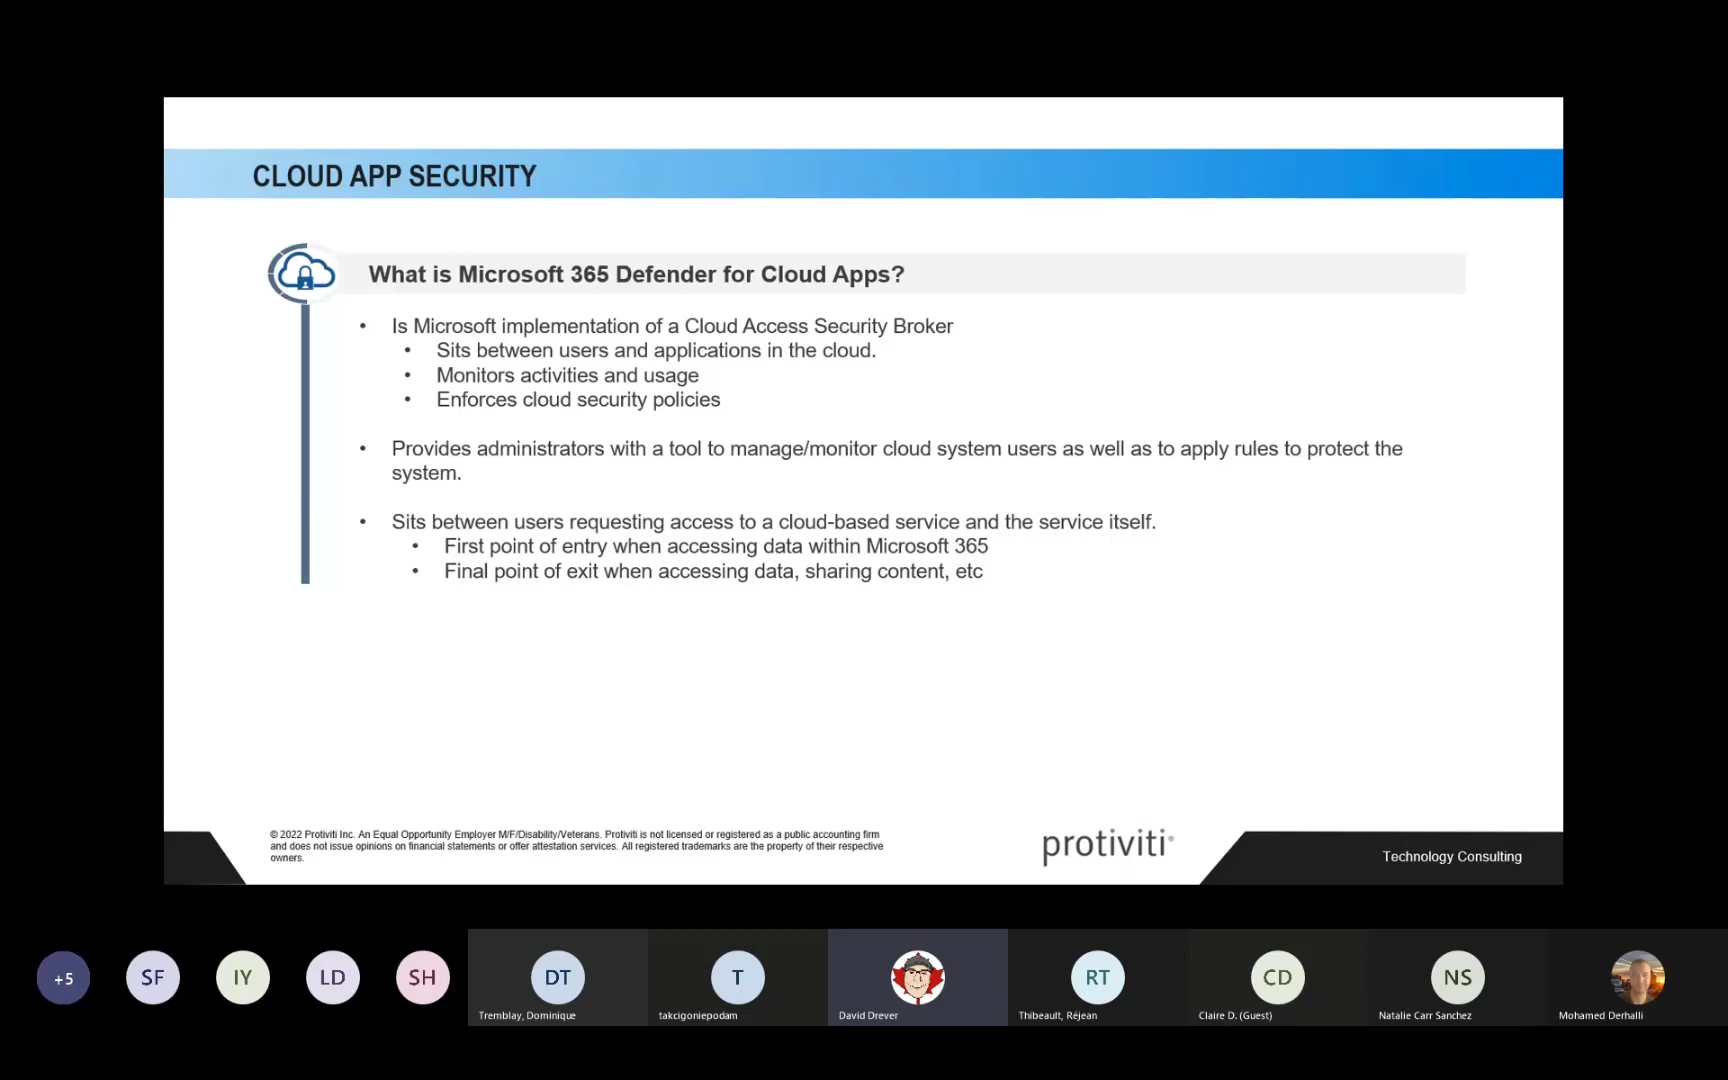 CLOUD APP SECURITY
What is Microsoft 365 Defender for Cloud Apps?
• Is Microsoft implementation of a Cloud Access Security Broker
• Sits between users and applications in the cloud.
• Monitors activities and usage
• Enforces cloud security policies
• Provides administrators with a tool to manage/monitor cloud system users as well as to apply rules to protect the
system.
• Sits between users requesting access to a cloud-based service and the service itself.
• First point of entry when accessing data within Microsoft 365
• Final point of exit when accessing data, sharing content, etc
© 2022 Protiviti Inc. An Equal Opportunity Employer M/F/Disability/Veterans. Protiviti is not licensed or registered as a public accounting firm
and does not issue opinions on financial statements or offer attestation services. All registered trademarks are the property of their respective
owners.
protiviti®
Technology Consulting
+5
SF
IY
LD
SH
DT
T
RT
CD
NS
Tremblay, Dominique
takcigoniepodam
David Drever
Thibeault, Réjean
Claire D. (Guest)
Natalie Carr Sanchez
Mohamed Derhalli